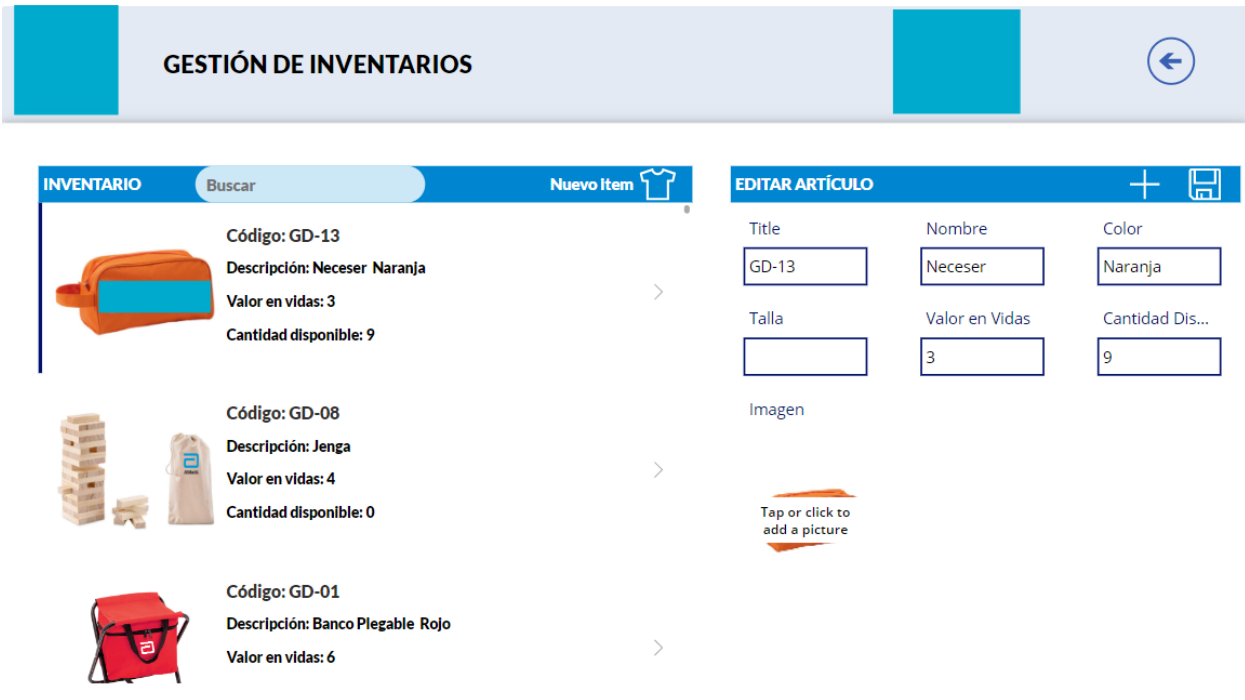 GESTIÓN DE INVENTARIOS
INVENTARIO
Buscar
Nuevo Item
Código: GD-13
Descripción: Neceser Naranja
Valor en vidas: 3
Cantidad disponible: 9
Código: GD-08
Descripción: Jenga
Valor en vidas: 4
Cantidad disponible: 0
Código: GD-01
Descripción: Banco Plegable Rojo
Valor en vidas: 6
EDITAR ARTÍCULO
Title
Nombre
Color
GD-13
Neceser
Naranja
Talla
Valor en Vidas
Cantidad Dis...
3
9
Imagen
Tap or click to
add a picture